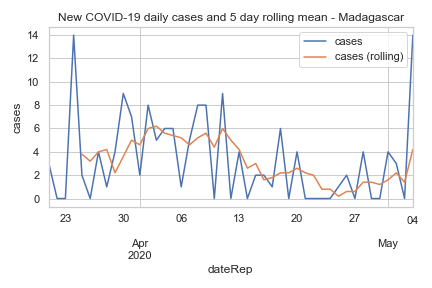 New COVID-19 daily cases and 5 day rolling mean - Madagascar
14
12
10
8
6
4
2
0
cases
cases
cases (rolling)
23
30
06
13
20
27
04
Apr
2020
May
dateRep